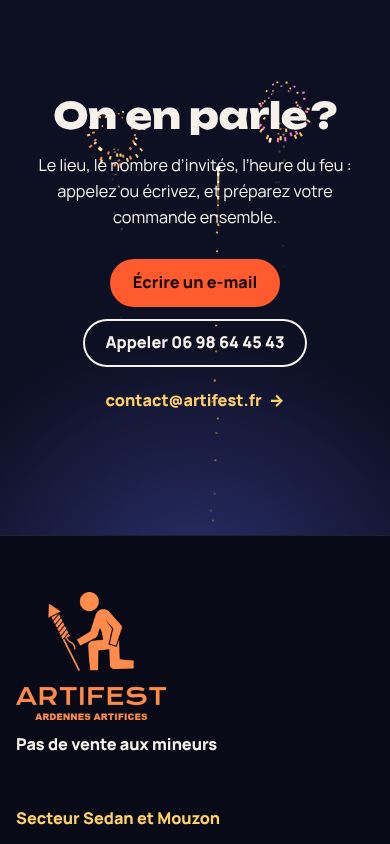 On en parle ?
Le lieu, le nombre d’invités, l’heure du feu :
appelez ou écrivez, et préparez votre
commande ensemble.
Écrire un e-mail
Appeler 06 98 64 45 43
contact@artifest.fr →
ARTIFEST
ARDENNES ARTIFICES
Pas de vente aux mineurs
Secteur Sedan et Mouzon